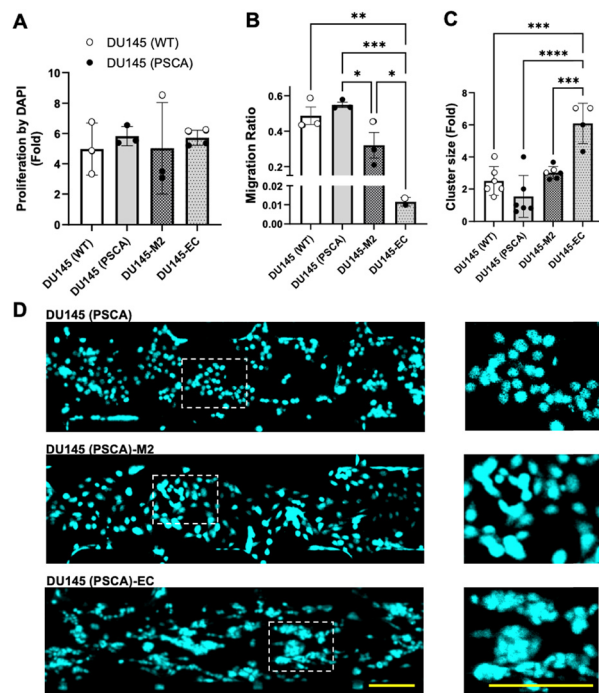 A
DU145 (WT)
DU145 (PSCA)
Proliferation by DAPI
(Fold)
10
8
6
4
2
0
DU145 (WT)
DU145 (PSCA)
DU145-M2
DU145-EC
B
**
***
*
*
Migration Ratio
0.6
0.4
0.2
0.02
0.01
0.00
DU145 (WT)
DU145 (PSCA)
DU145-M2
DU145-EC
C
***
****
***
Cluster size (Fold)
10
8
6
4
2
0
DU145 (WT)
DU145 (PSCA)
DU145-M2
DU145-EC
D
DU145 (PSCA)
DU145 (PSCA)-M2
DU145 (PSCA)-EC